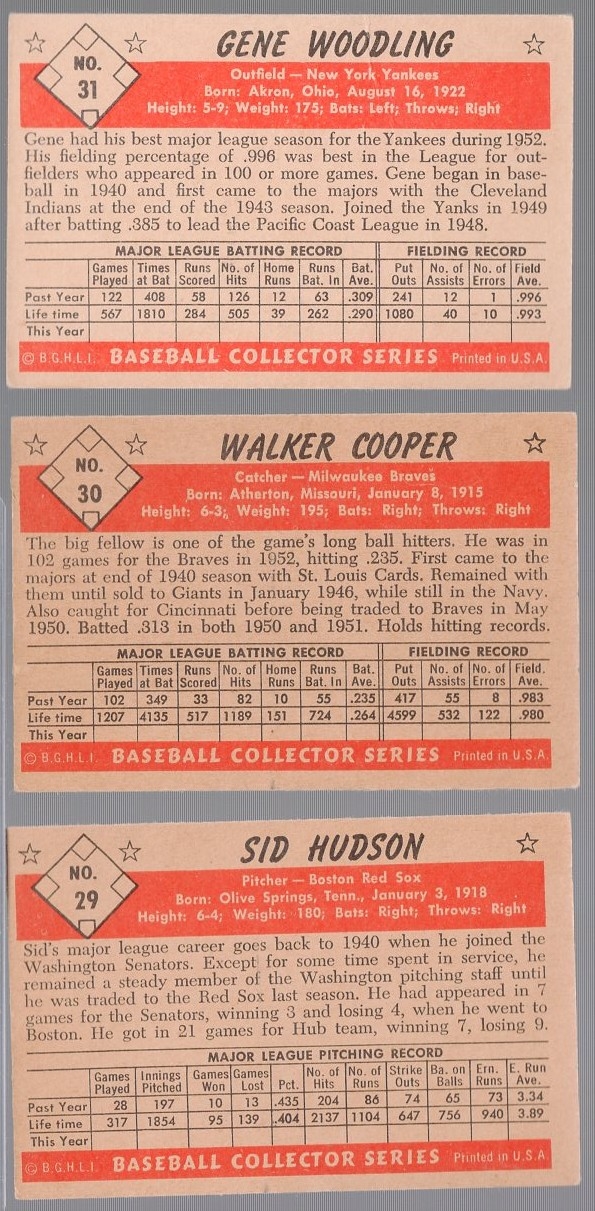 NO.
31
GENE WOODLING
Outfield — New York Yankees
Born: Akron, Ohio, August 16, 1922
Height: 5-9; Weight: 175; Bats: Left; Throws; Right
Gene had his best major league season for the Yankees during 1952.
His fielding percentage of .996 was best in the League for out-
fielders who appeared in 100 or more games. Gene began in base-
ball in 1940 and first came to the majors with the Cleveland
Indians at the end of the 1943 season. Joined the Yanks in 1949
after batting .385 to lead the Pacific Coast League in 1948.
MAJOR LEAGUE BATTING RECORD FIELDING RECORD
Games Times Runs No. of Home Runs Bat. Put No. of No. of Field
Played at Bat Scored Hits Runs Bat. In Ave. Outs Assists Errors Ave.
Past Year 122 408 58 126 12 63 .309 241 12 1 .996
Life time 567 1810 284 505 39 262 .290 1080 40 10 .993
This Year
© B.G.H.L.I. BASEBALL COLLECTOR SERIES Printed in U.S.A.
NO.
30
WALKER COOPER
Catcher — Milwaukee Braves
Born: Atherton, Missouri, January 8, 1915
Height: 6-3; Weight: 195; Bats: Right; Throws: Right
The big fellow is one of the game's long ball hitters. He was in
102 games for the Braves in 1952, hitting .235. First came to the
majors at end of 1940 season with St. Louis Cards. Remained with
them until sold to Giants in January 1946, while still in the Navy.
Also caught for Cincinnati before being traded to Braves in May
1950. Batted .313 in both 1950 and 1951. Holds hitting records.
MAJOR LEAGUE BATTING RECORD FIELDING RECORD
Games Times Runs No. of Home Runs Bat. Put No. of No. of Field.
Played at Bat Scored Hits Runs Bat. In Ave. Outs Assists Errors Ave.
Past Year 102 349 33 82 10 55 .235 417 55 8 .983
Life time 1207 4135 517 1189 151 724 .264 4599 532 122 .980
This Year
© B.G.H.L.I. BASEBALL COLLECTOR SERIES Printed in U.S.A.
NO.
29
SID HUDSON
Pitcher — Boston Red Sox
Born: Olive Springs, Tenn., January 3, 1918
Height: 6-4; Weight: 180; Bats: Right; Throws: Right
Sid's major league career goes back to 1940 when he joined the
Washington Senators. Except for some time spent in service, he
remained a steady member of the Washington pitching staff until
he was traded to the Red Sox last season. He had appeared in 7
games for the Senators, winning 3 and losing 4, when he went to
Boston. He got in 21 games for Hub team, winning 7, losing 9.
MAJOR LEAGUE PITCHING RECORD
Games Innings Games Games Pct. No. of No. of Strike Ba. on Ern. E. Run
Played Pitched Won Lost Hits Runs Outs Balls Runs Ave.
Past Year 28 197 10 13 .435 204 86 74 65 73 3.34
Life time 317 1854 95 139 .404 2137 1104 647 756 940 3.89
This Year
© B.G.H.L.I. BASEBALL COLLECTOR SERIES Printed in U.S.A.